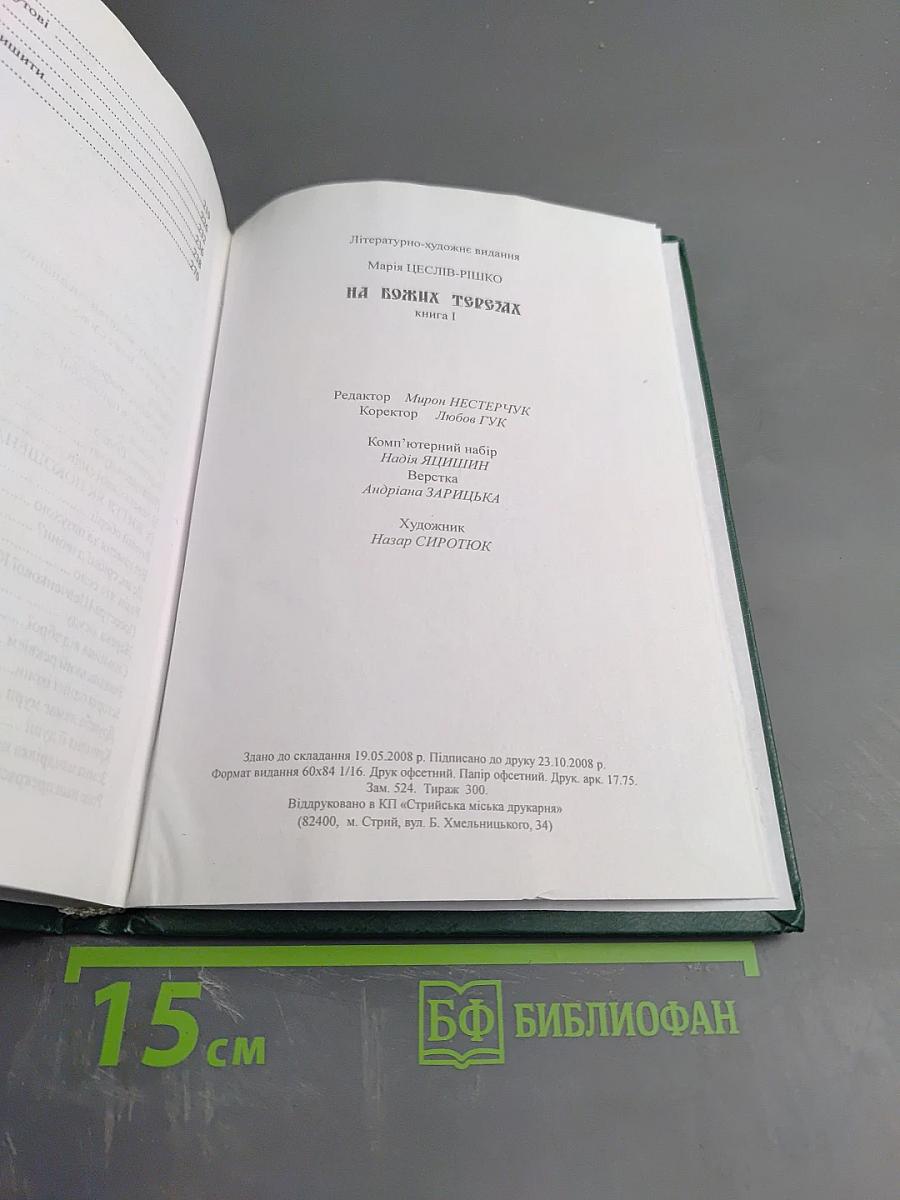 утові
ишити
Літературно-художнє видання
Марія ЦЕСЛІВ-РІШКО
НА БОЖИХ ТЕРЕЗАХ
книга І
Редактор Мирон НЕСТЕРЧУК
Коректор Любов ГУК
Комп’ютерний набір
Надія ЯЦИШИН
Верстка
Андріана ЗАРИЦЬКА
Художник
Назар СИРОТЮК
Здано до складання 19.05.2008 р. Підписано до друку 23.10.2008 р.
Формат видання 60х84 1/16. Друк офсетний. Папір офсетний. Друк. арк. 17.75.
Зам. 524. Тираж 300.
Віддруковано в КП «Стрийська міська друкарня»
(82400, м. Стрий, вул. Б. Хмельницького, 34)
15 см
БФ БИБЛИОФАН